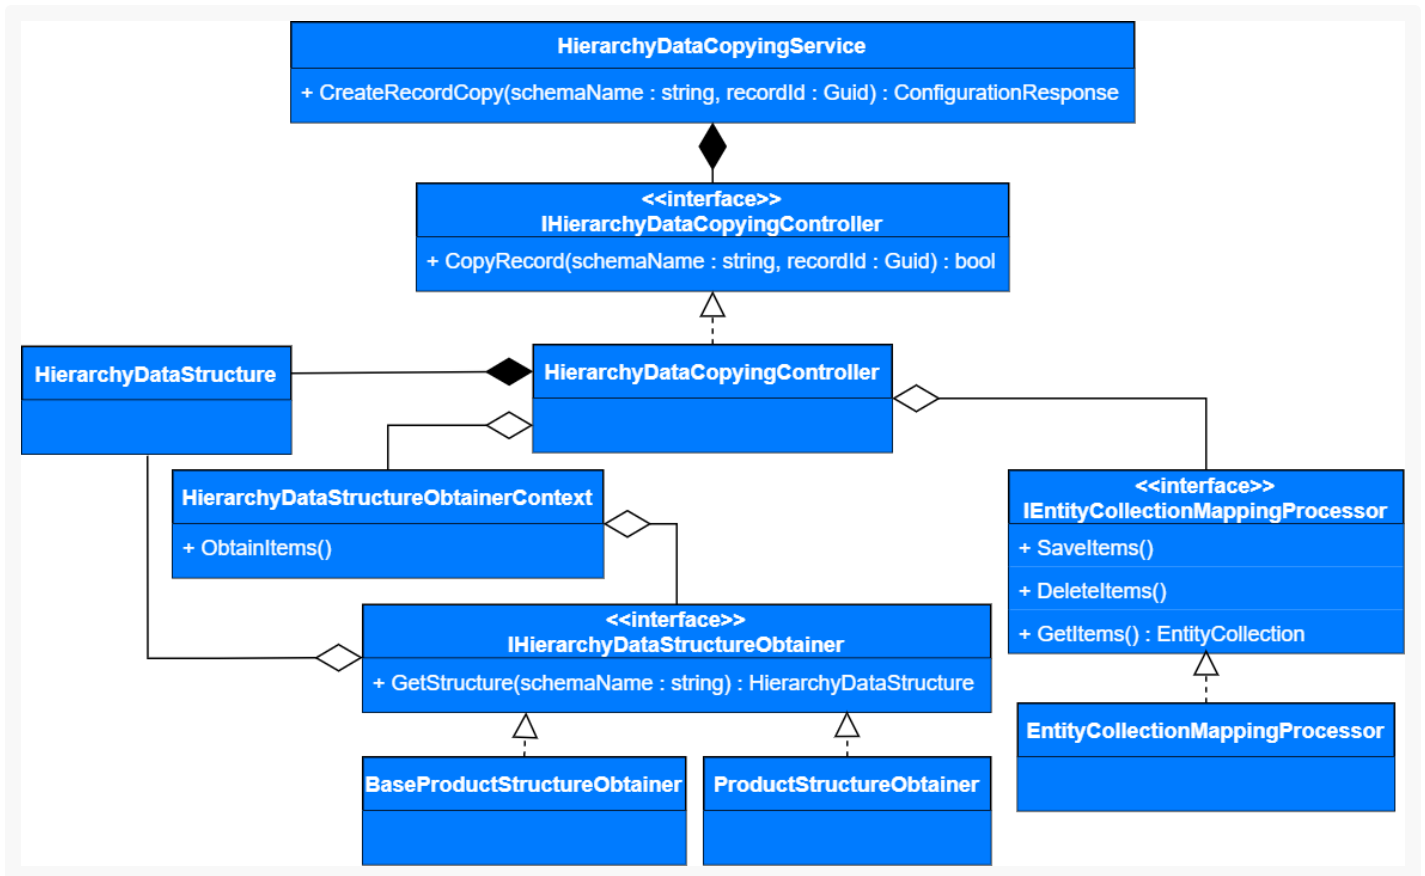 HierarchyDataCopyingService
+ CreateRecordCopy(schemaName : string, recordId : Guid) : ConfigurationResponse
<<interface>>
IHierarchyDataCopyingController
+ CopyRecord(schemaName : string, recordId : Guid) : bool
HierarchyDataStructure
HierarchyDataCopyingController
HierarchyDataStructureObtainerContext
+ ObtainItems()
<<interface>>
IEntityCollectionMappingProcessor
+ SaveItems()
+ DeleteItems()
+ GetItems() : EntityCollection
<<interface>>
IHierarchyDataStructureObtainer
+ GetStructure(schemaName : string) : HierarchyDataStructure
EntityCollectionMappingProcessor
BaseProductStructureObtainer
ProductStructureObtainer